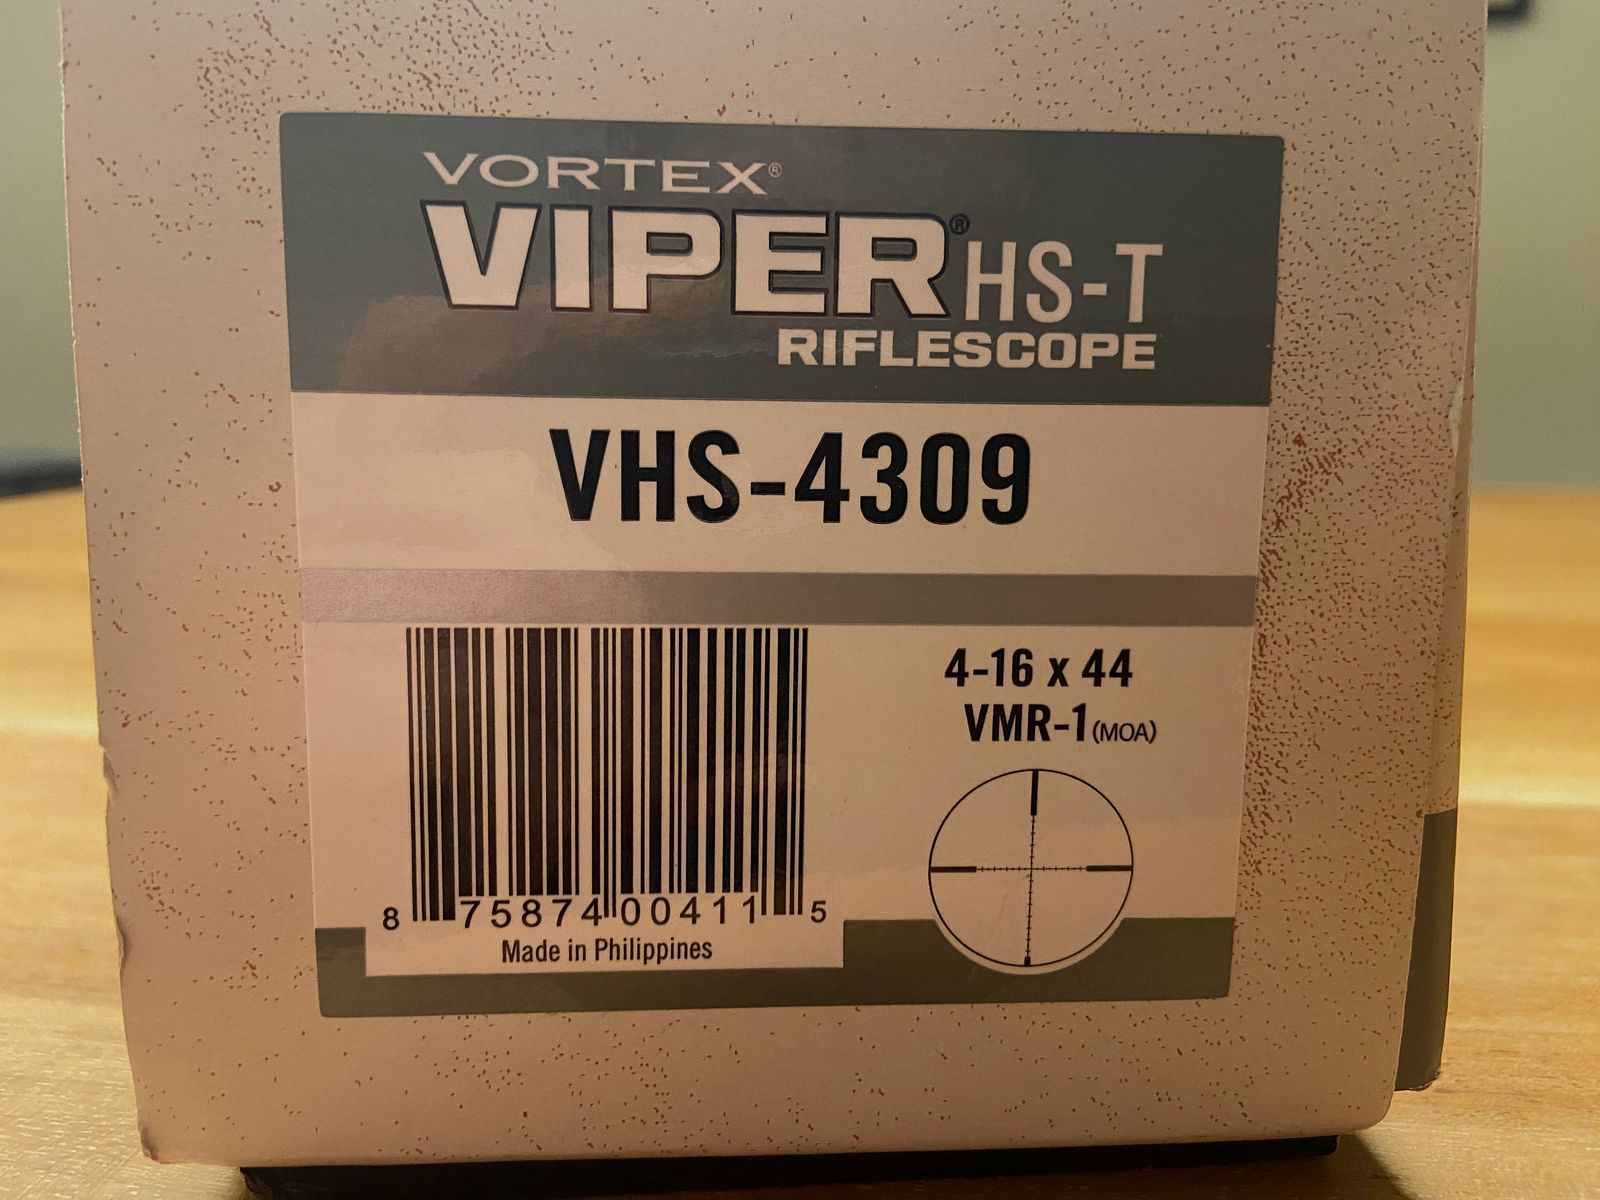 VORTEX®
VIPER® HS-T
RIFLESCOPE
VHS-4309
4-16 x 44
VMR-1 (MOA)
8 75874 00411 5
Made in Philippines